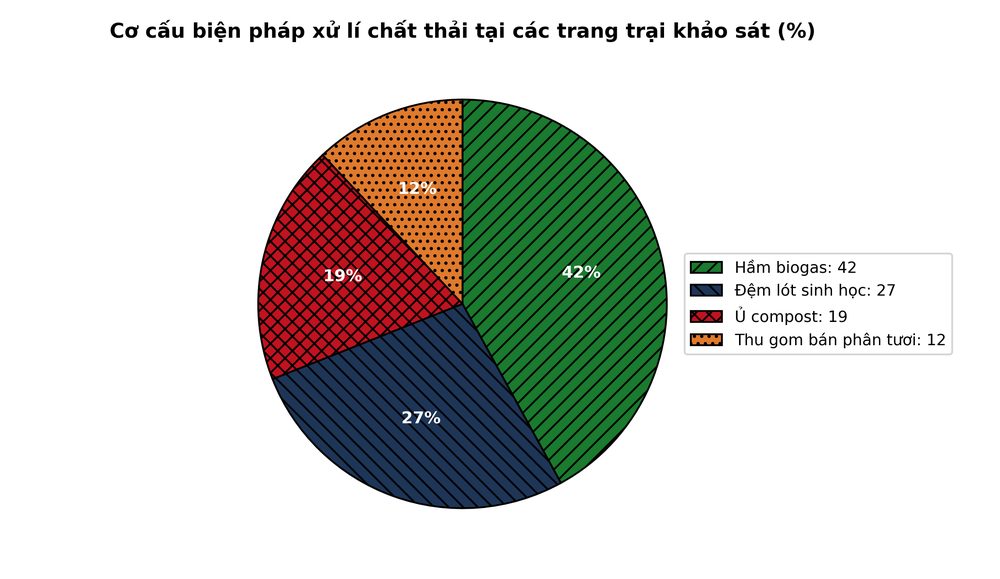 Cơ cấu biện pháp xử lí chất thải tại các trang trại khảo sát (%)
12%
42%
19%
27%
Hầm biogas: 42
Đệm lót sinh học: 27
Ủ compost: 19
Thu gom bán phân tươi: 12